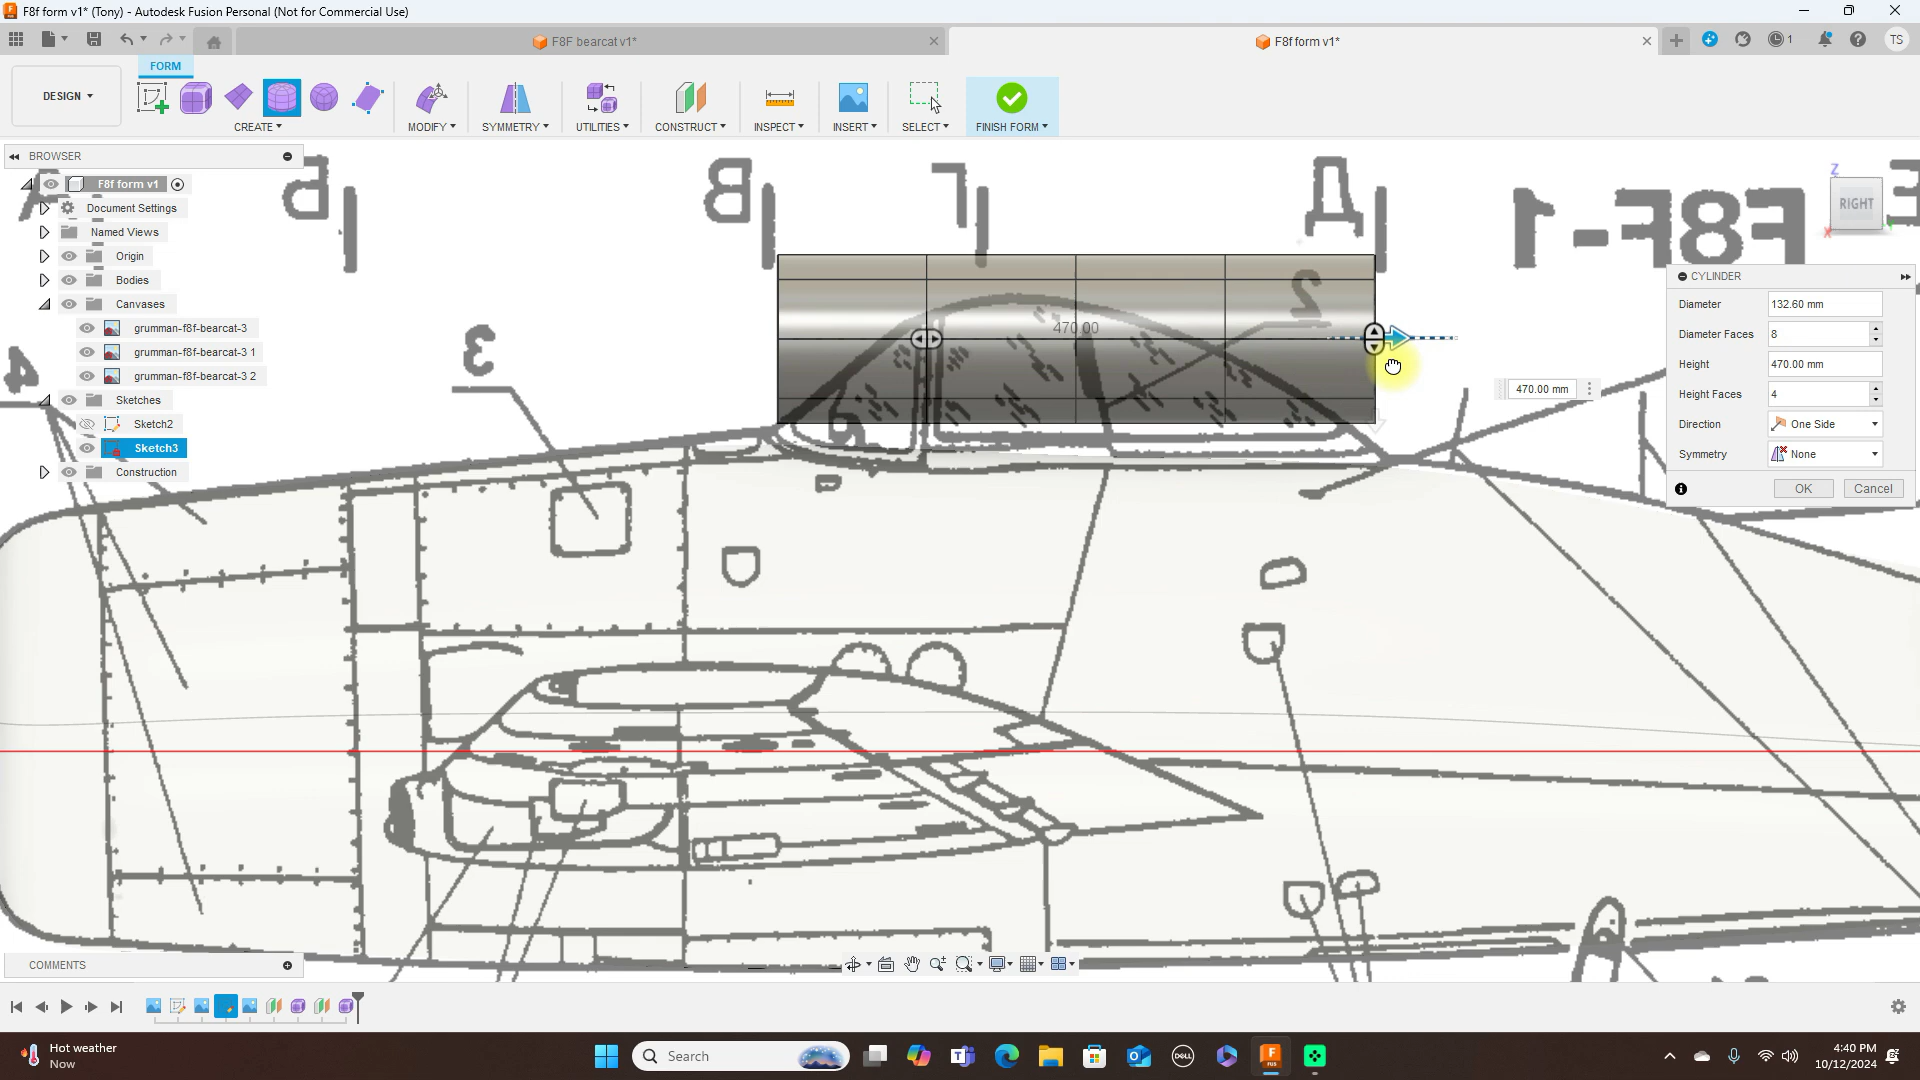 F8f form v1* (Tony) - Autodesk Fusion Personal (Not for Commercial Use)
F8F bearcat v1*
F8f form v1*
1
TS
FORM
DESIGN
CREATE
MODIFY
SYMMETRY
UTILITIES
CONSTRUCT
INSPECT
INSERT
SELECT
FINISH FORM
BROWSER
F8f form v1
Document Settings
Named Views
Origin
Bodies
Canvases
grumman-f8f-bearcat-3
grumman-f8f-bearcat-3 1
grumman-f8f-bearcat-3 2
Sketches
Sketch2
Sketch3
Construction
Б
В
Г
Д
F8F-1
Z
RIGHT
X
2
3
4
470.00
470.00 mm
CYLINDER
Diameter 132.60 mm
Diameter Faces 8
Height 470.00 mm
Height Faces 4
Direction One Side
Symmetry None
OK Cancel
COMMENTS
Hot weather
Now
Search
4:40 PM
10/12/2024